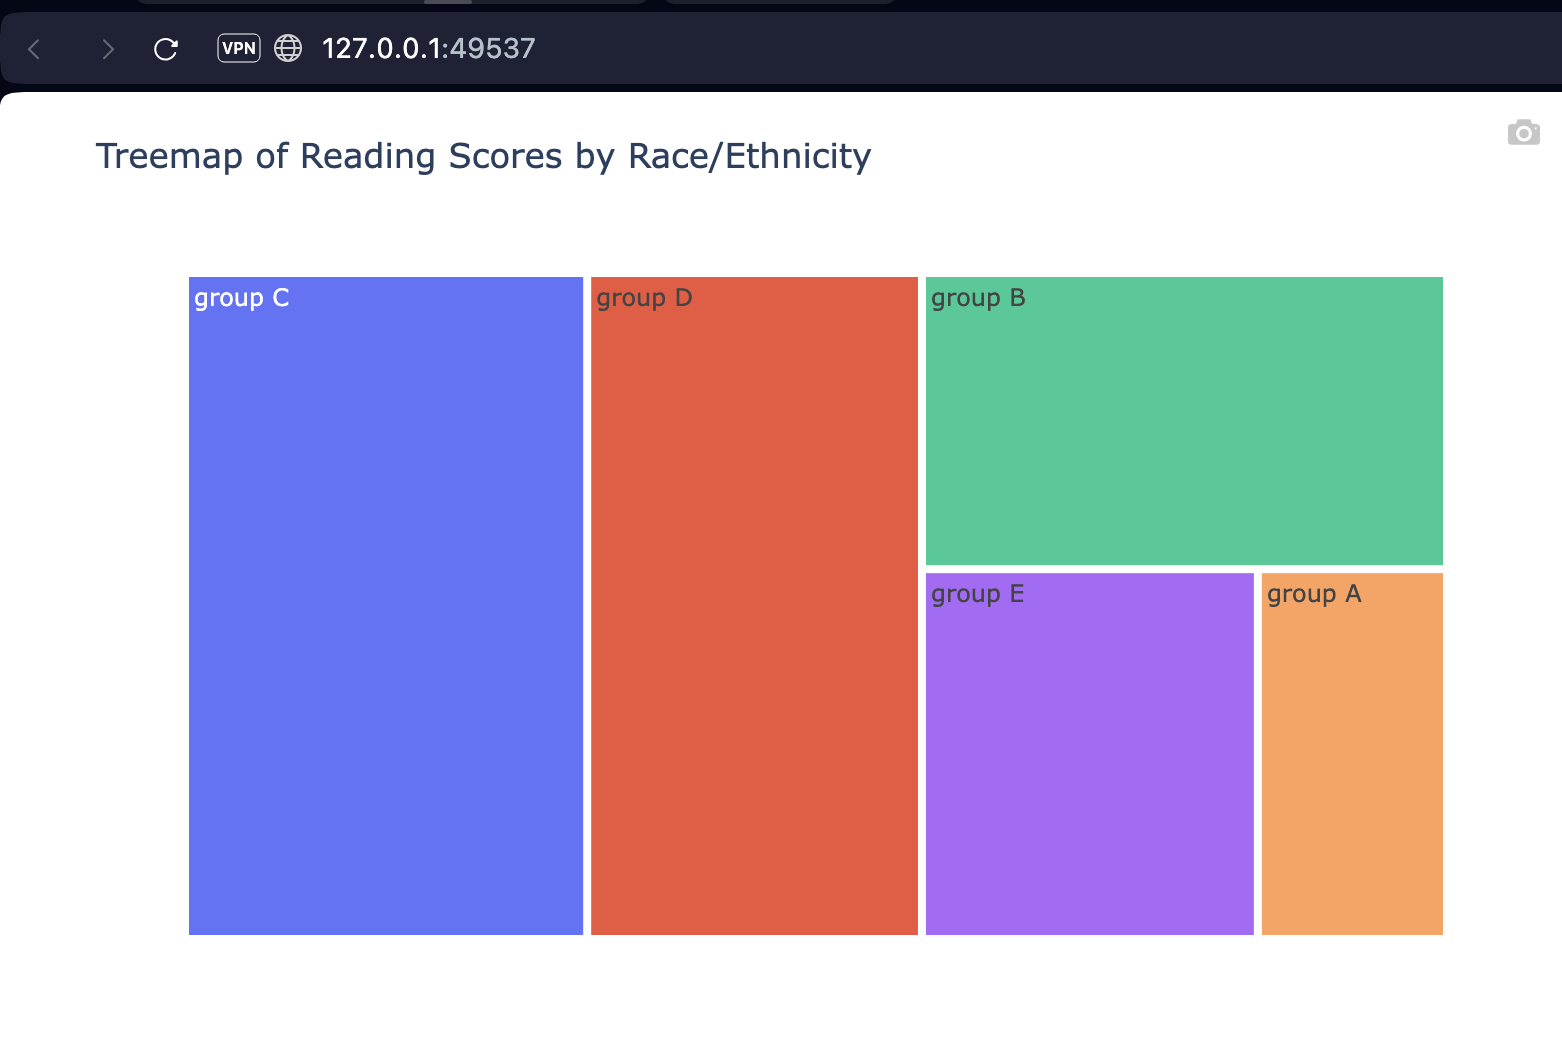 VPN 127.0.0.1:49537
Treemap of Reading Scores by Race/Ethnicity
group C
group D
group B
group E
group A